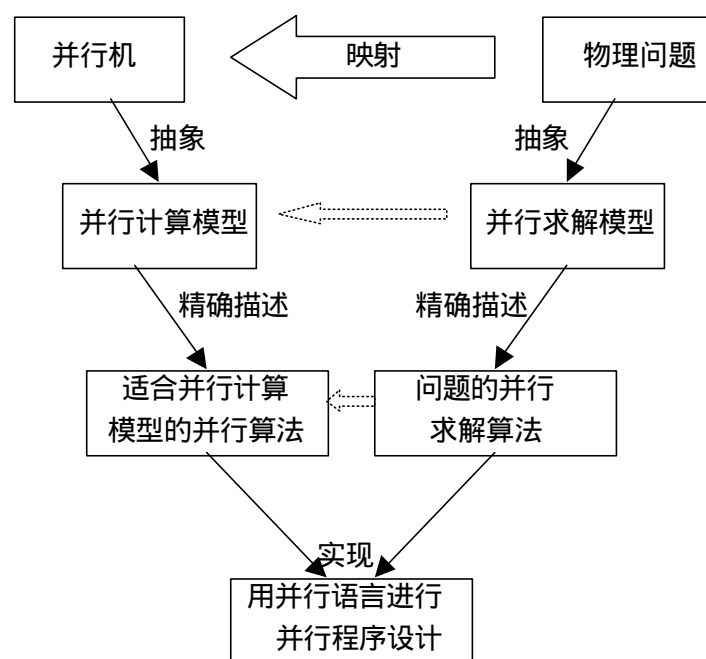 并行机
映射
物理问题
抽象
抽象
并行计算模型
并行求解模型
精确描述
精确描述
适合并行计算
模型的并行算法
问题的并行
求解算法
实现
用并行语言进行
并行程序设计